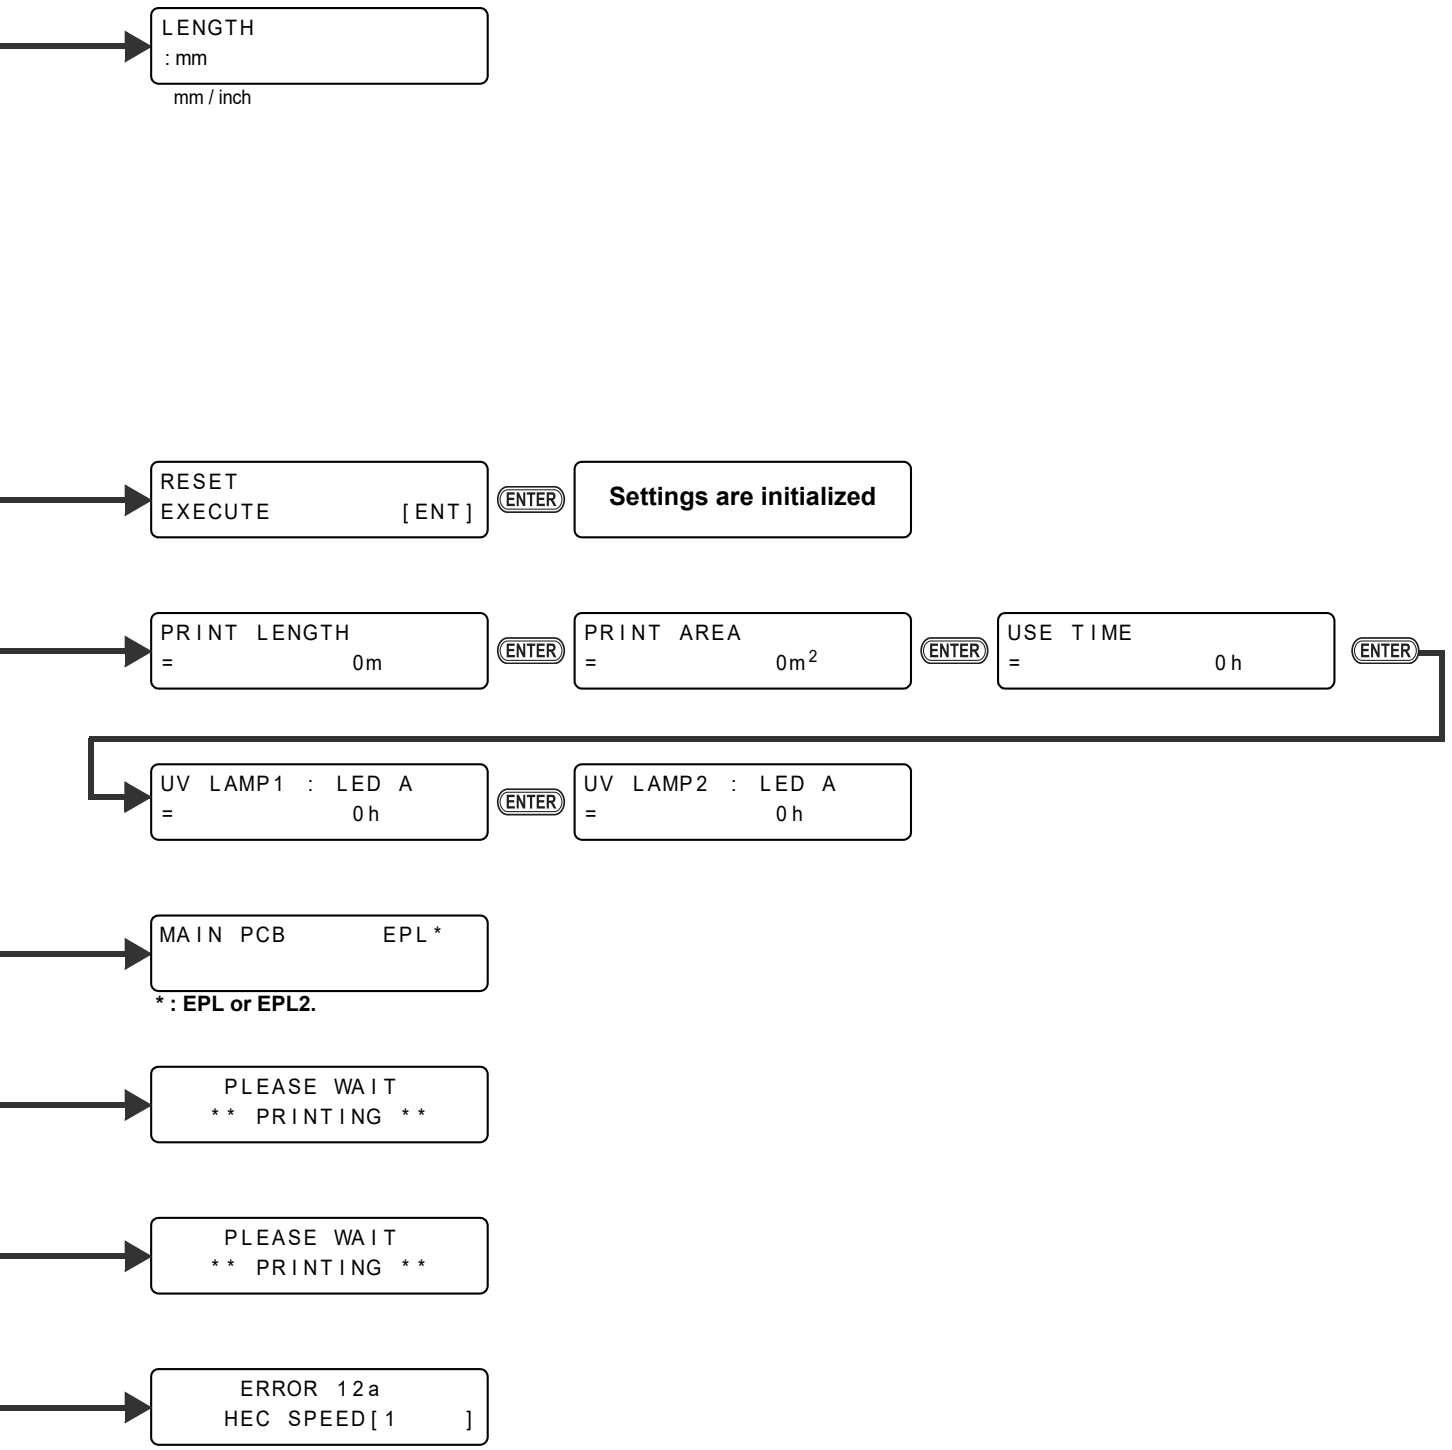 LENGTH
: mm
mm / inch
RESET
EXECUTE [ENT]
ENTER
Settings are initialized
PRINT LENGTH
= 0m
ENTER
PRINT AREA
= 0m²
ENTER
USE TIME
= 0h
ENTER
UV LAMP1 : LED A
= 0h
ENTER
UV LAMP2 : LED A
= 0h
MAIN PCB EPL*
* : EPL or EPL2.
PLEASE WAIT
** PRINTING **
PLEASE WAIT
** PRINTING **
ERROR 12a
HEC SPEED[1 ]